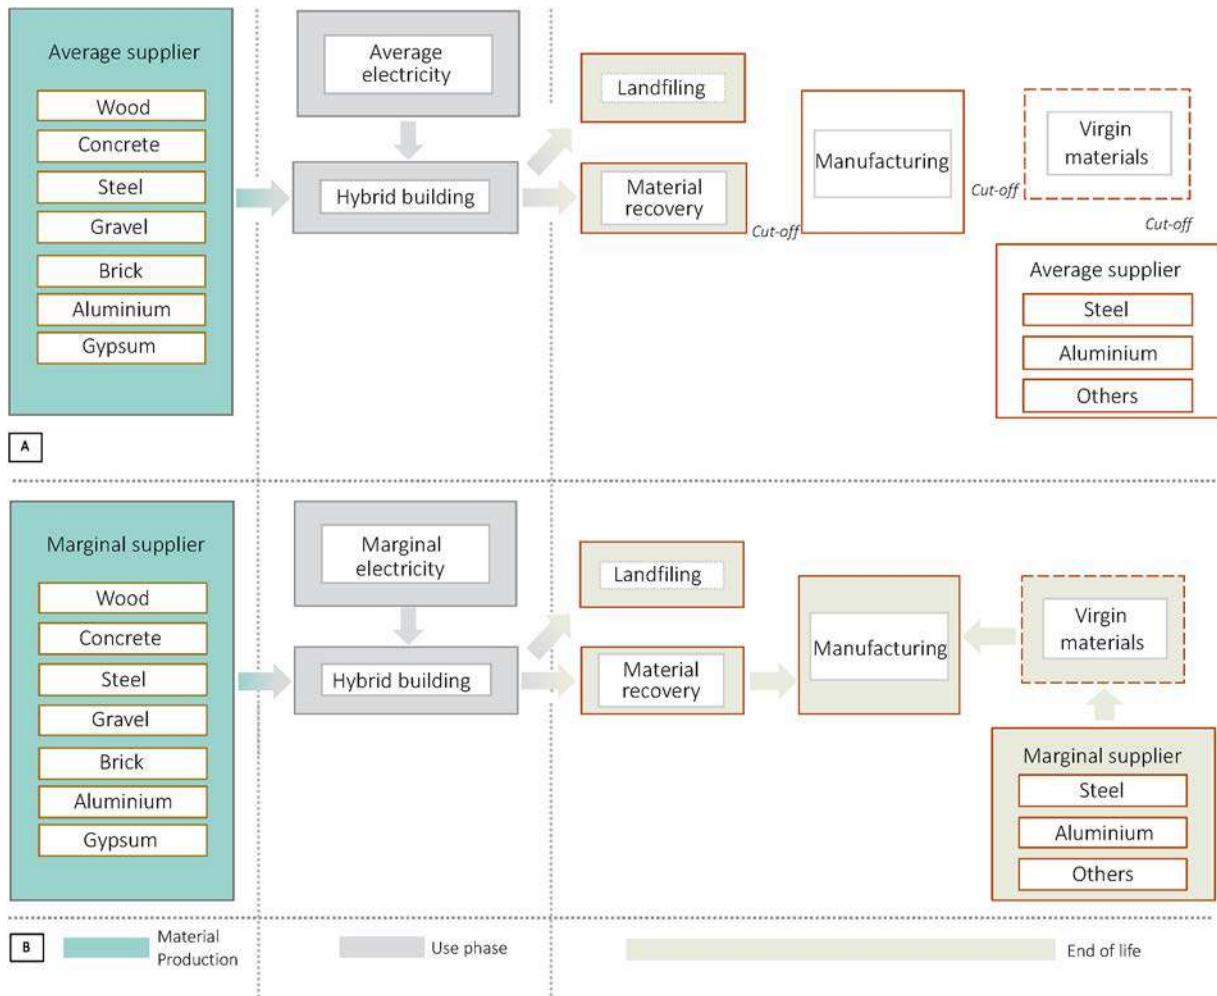 Average supplier
Wood
Concrete
Steel
Gravel
Brick
Aluminium
Gypsum
Average
electricity
Hybrid building
Landfiling
Material
recovery
Cut-off
Manufacturing
Cut-off
Virgin
materials
Cut-off
Average supplier
Steel
Aluminium
Others
A
Marginal supplier
Wood
Concrete
Steel
Gravel
Brick
Aluminium
Gypsum
Marginal
electricity
Hybrid building
Landfiling
Material
recovery
Manufacturing
Virgin
materials
Marginal supplier
Steel
Aluminium
Others
B
Material
Production
Use phase
End of life